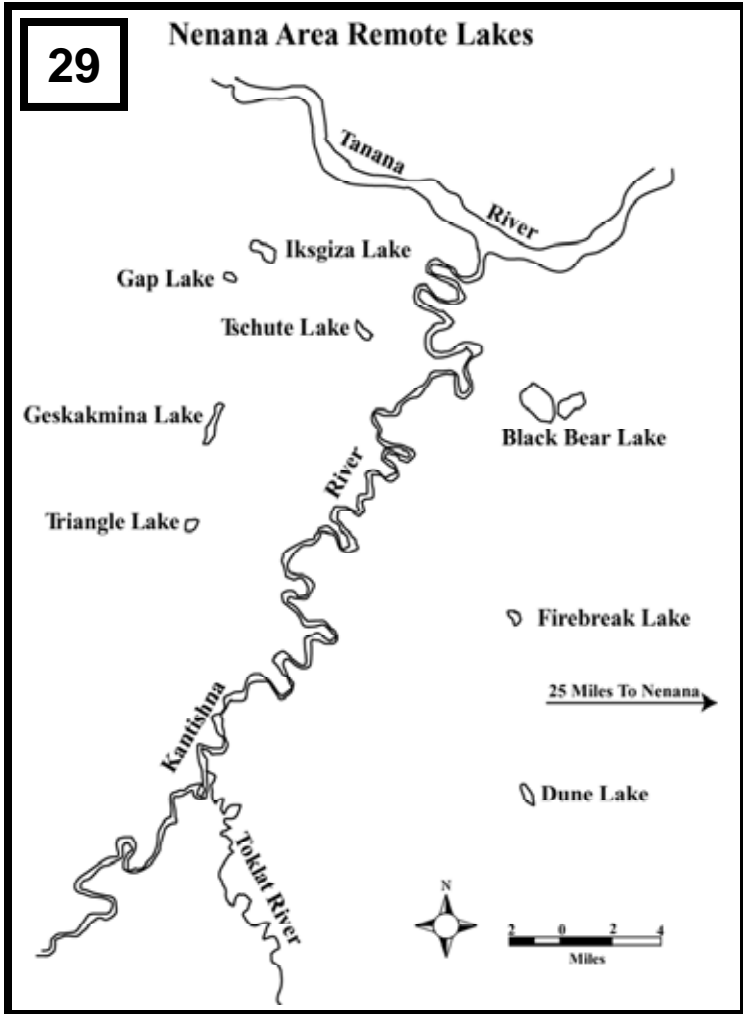 29
Nenana Area Remote Lakes
Tanana
River
Iksgiza Lake
Gap Lake
Tschute Lake
Geskakmina Lake
Black Bear Lake
River
Triangle Lake
Firebreak Lake
25 Miles To Nenana
Kantishna
Dune Lake
Toklat River
N
2 0 2 4
Miles